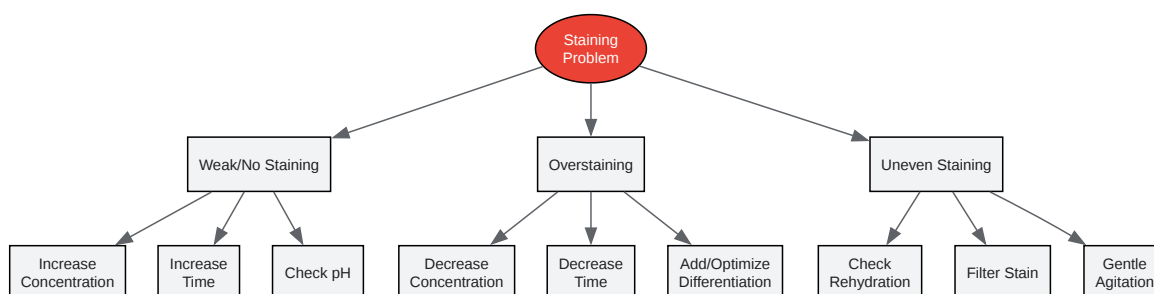 Staining
Problem
Weak/No Staining
Overstaining
Uneven Staining
Increase
Concentration
Increase
Time
Check pH
Decrease
Concentration
Decrease
Time
Add/Optimize
Differentiation
Check
Rehydration
Filter Stain
Gentle
Agitation